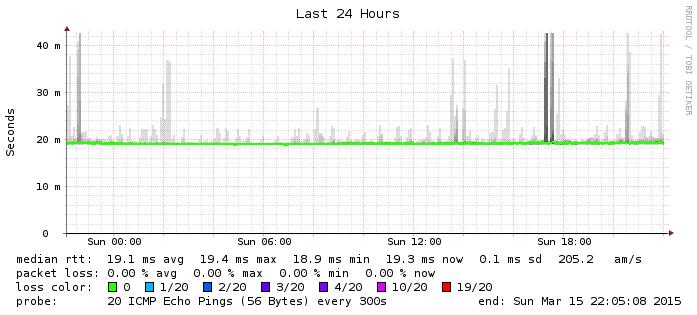 Last 24 Hours
RRDTOOL / TOBI OETIKER
Seconds
40 m
30 m
20 m
10 m
0
Sun 00:00 Sun 06:00 Sun 12:00 Sun 18:00
median rtt: 19.1 ms avg 19.4 ms max 18.9 ms min 19.3 ms now 0.1 ms sd 205.2 am/s
packet loss: 0.00 % avg 0.00 % max 0.00 % min 0.00 % now
loss color: 0 1/20 2/20 3/20 4/20 10/20 19/20
probe: 20 ICMP Echo Pings (56 Bytes) every 300s end: Sun Mar 15 22:05:08 2015